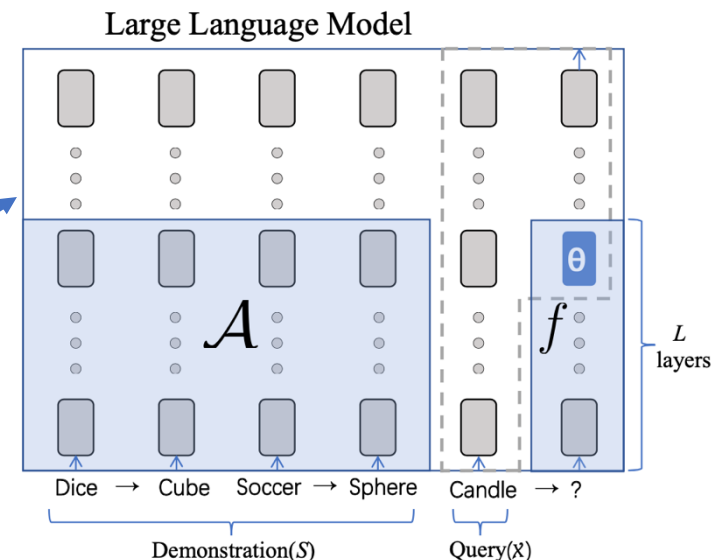 Large Language Model
θ
𝒜
f
L
layers
Dice → Cube Soccer → Sphere Candle → ?
Demonstration(S) Query(x)